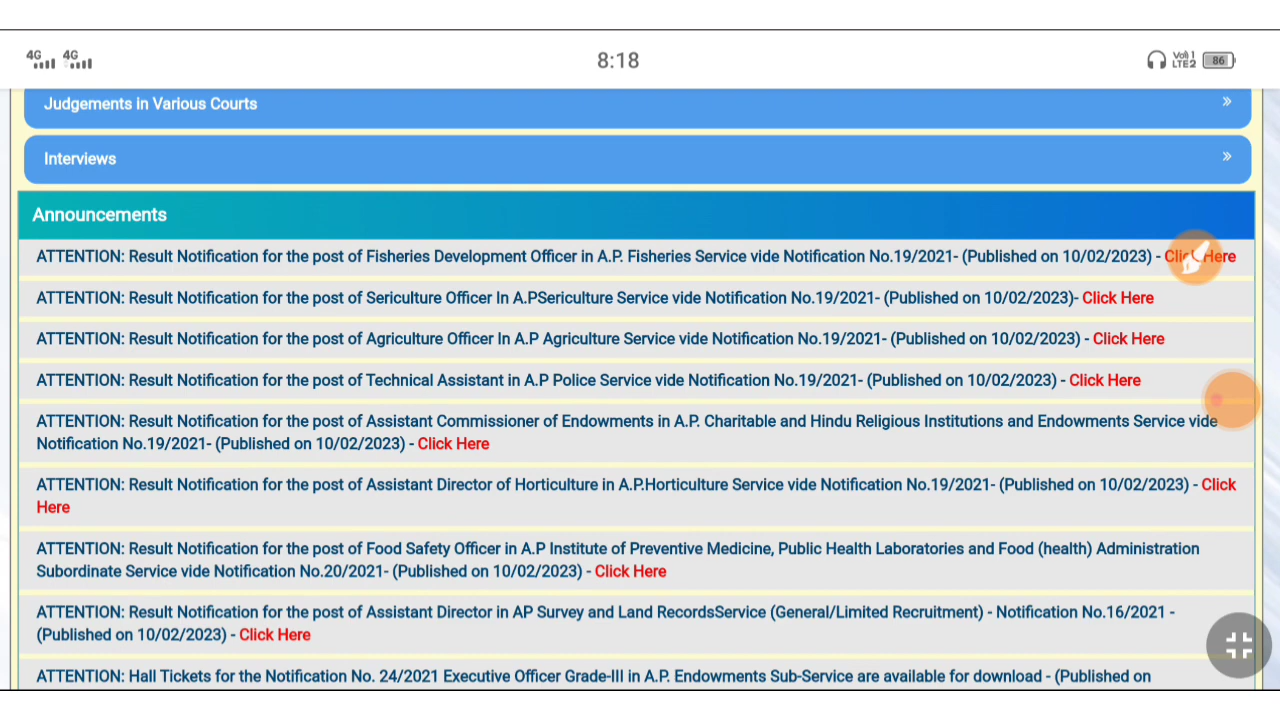 4G 4G 8:18 Vo) 1 LTE2 86
Judgements in Various Courts »
Interviews »
Announcements
ATTENTION: Result Notification for the post of Fisheries Development Officer in A.P. Fisheries Service vide Notification No.19/2021- (Published on 10/02/2023) - Click Here
ATTENTION: Result Notification for the post of Sericulture Officer In A.PSericulture Service vide Notification No.19/2021- (Published on 10/02/2023)- Click Here
ATTENTION: Result Notification for the post of Agriculture Officer In A.P Agriculture Service vide Notification No.19/2021- (Published on 10/02/2023) - Click Here
ATTENTION: Result Notification for the post of Technical Assistant in A.P Police Service vide Notification No.19/2021- (Published on 10/02/2023) - Click Here
ATTENTION: Result Notification for the post of Assistant Commissioner of Endowments in A.P. Charitable and Hindu Religious Institutions and Endowments Service vide
Notification No.19/2021- (Published on 10/02/2023) - Click Here
ATTENTION: Result Notification for the post of Assistant Director of Horticulture in A.P.Horticulture Service vide Notification No.19/2021- (Published on 10/02/2023) - Click
Here
ATTENTION: Result Notification for the post of Food Safety Officer in A.P Institute of Preventive Medicine, Public Health Laboratories and Food (health) Administration
Subordinate Service vide Notification No.20/2021- (Published on 10/02/2023) - Click Here
ATTENTION: Result Notification for the post of Assistant Director in AP Survey and Land RecordsService (General/Limited Recruitment) - Notification No.16/2021 -
(Published on 10/02/2023) - Click Here
ATTENTION: Hall Tickets for the Notification No. 24/2021 Executive Officer Grade-III in A.P. Endowments Sub-Service are available for download - (Published on